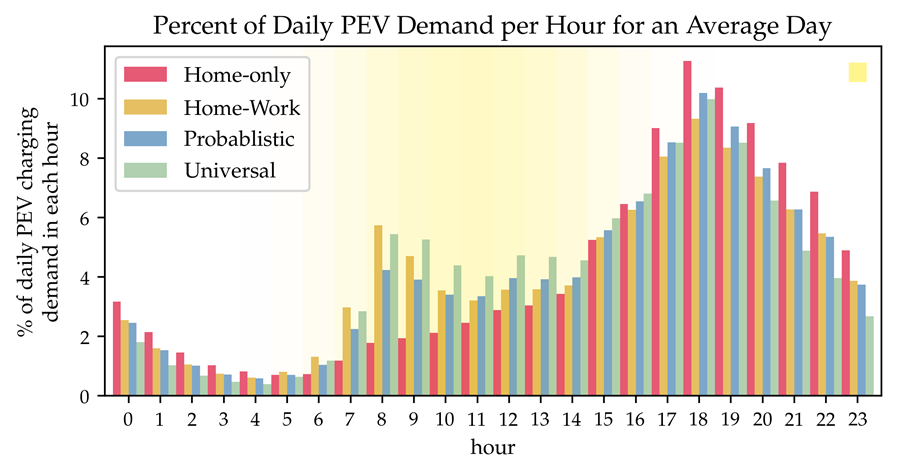 Percent of Daily PEV Demand per Hour for an Average Day
Home-only
Home-Work
Probablistic
Universal
% of daily PEV charging
demand in each hour
10
8
6
4
2
0
0 1 2 3 4 5 6 7 8 9 10 11 12 13 14 15 16 17 18 19 20 21 22 23
hour